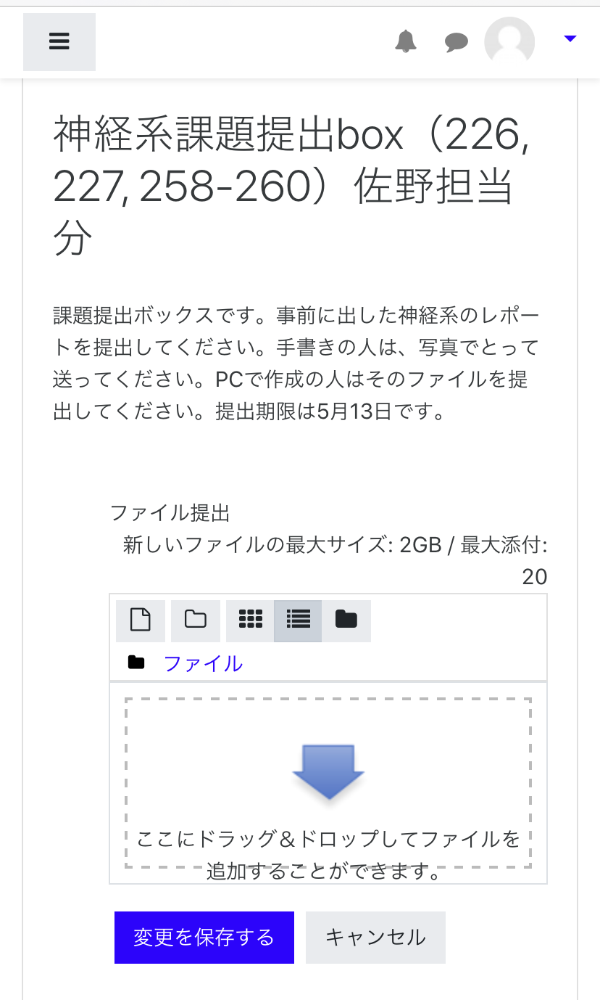 神経系課題提出box（226,
227, 258-260）佐野担当
分
課題提出ボックスです。事前に出した神経系のレポー
トを提出してください。手書きの人は、写真でとって
送ってください。PCで作成の人はそのファイルを提
出してください。提出期限は5月13日です。
ファイル提出
新しいファイルの最大サイズ: 2GB / 最大添付:
20
ファイル
ここにドラッグ＆ドロップしてファイルを
追加することができます。
変更を保存する
キャンセル